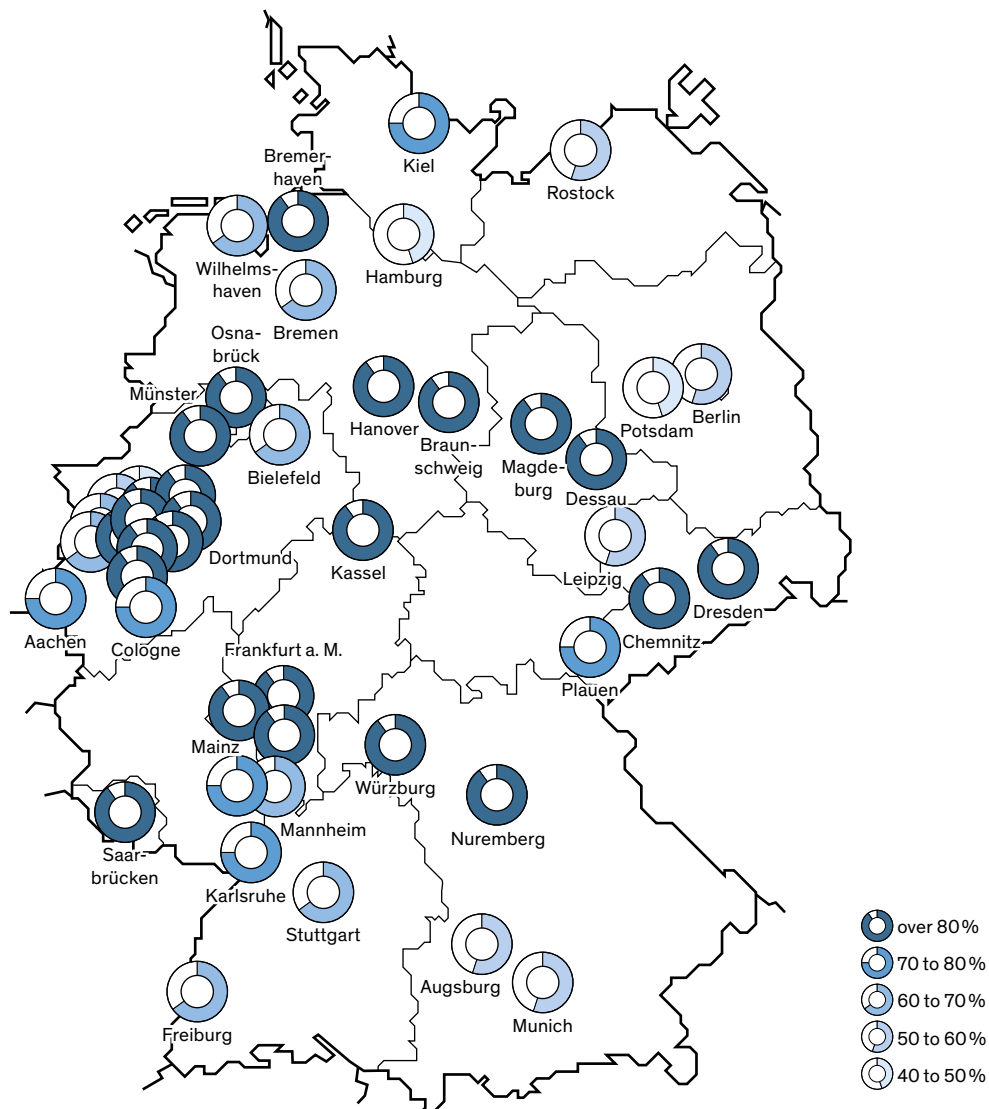 Kiel
Rostock
Bremer-
haven
Wilhelms-
haven
Hamburg
Bremen
Osna-
brück
Münster
Bielefeld
Hanover
Braun-
schweig
Magde-
burg
Potsdam
Berlin
Dessau
Dortmund
Kassel
Leipzig
Dresden
Chemnitz
Plauen
Aachen
Cologne
Frankfurt a. M.
Mainz
Würzburg
Mannheim
Nuremberg
Saar-
brücken
Karlsruhe
Stuttgart
Augsburg
Munich
Freiburg
over 80 %
70 to 80 %
60 to 70 %
50 to 60 %
40 to 50 %